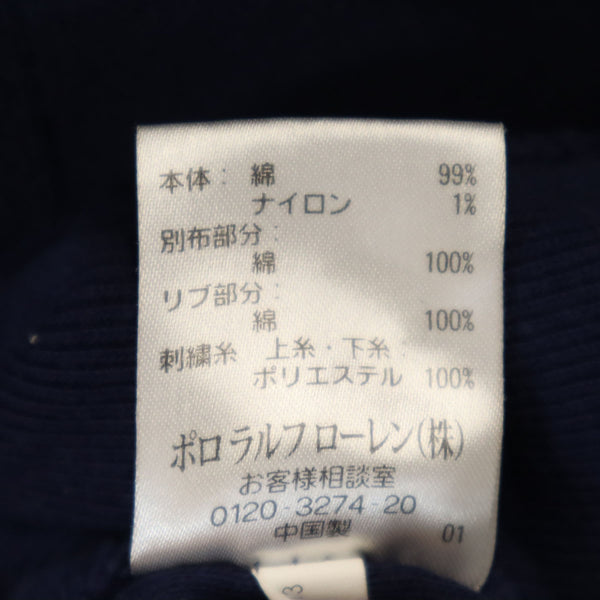 本体： 綿 99%
ナイロン 1%
別布部分：
綿 100%
リブ部分：
綿 100%
刺繍糸 上糸・下糸：
ポリエステル 100%
ポロ ラルフ ローレン(株)
お客様相談室
0120-3274-20
中国製 01